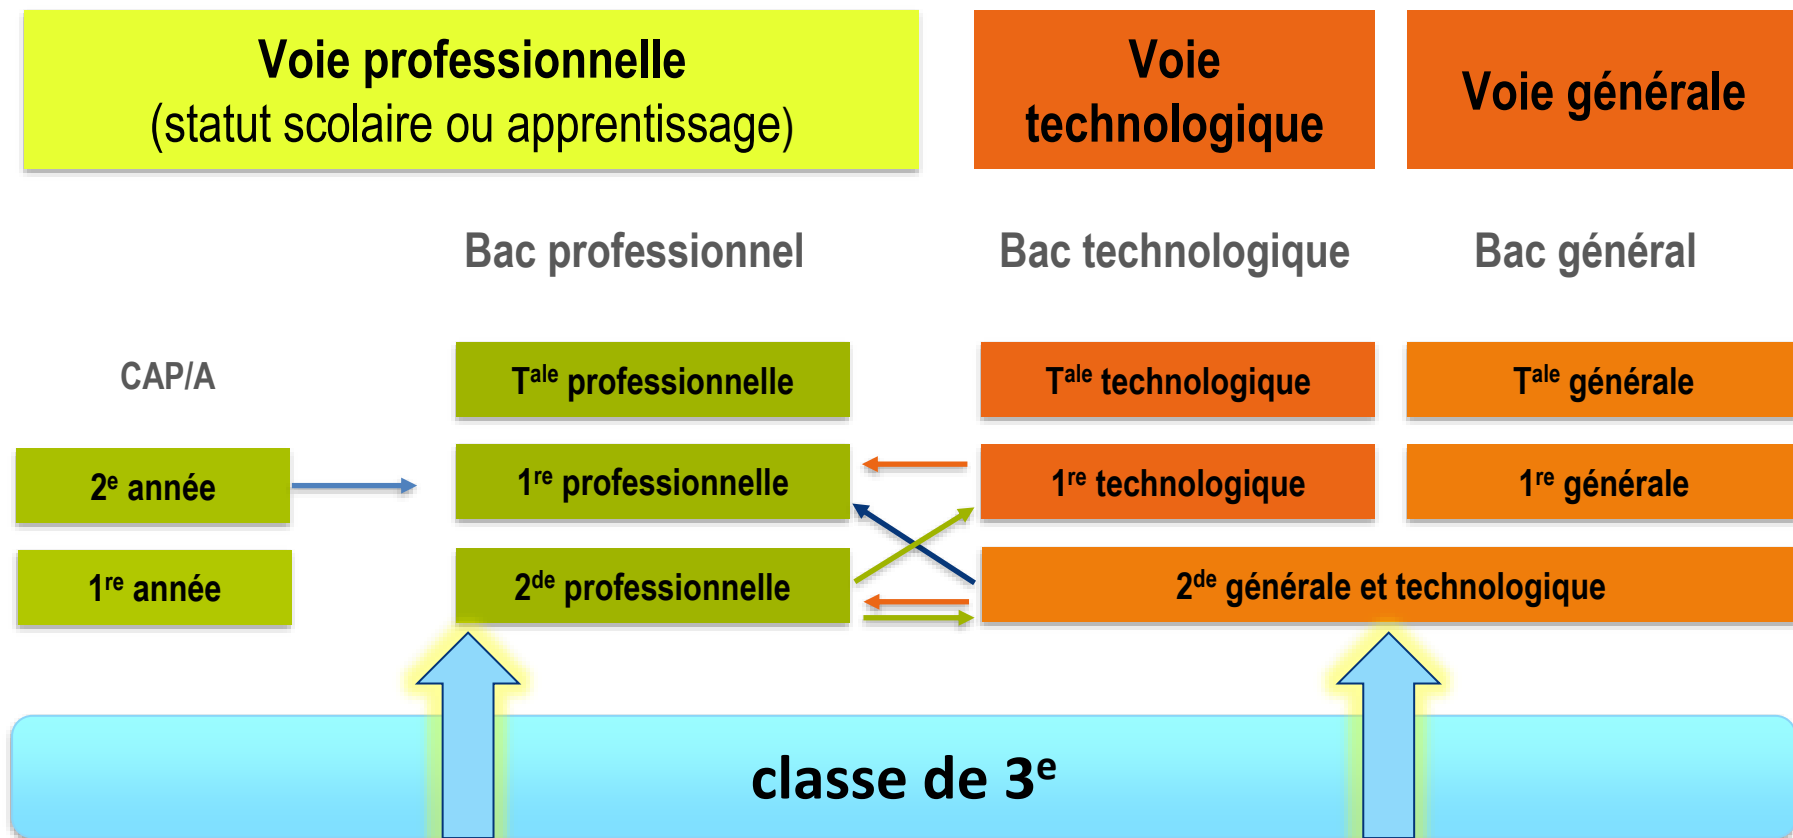 Voie professionnelle
(statut scolaire ou apprentissage)
Voie
technologique
Voie générale
Bac professionnel
Bac technologique
Bac général
CAP/A
Tale professionnelle
Tale technologique
Tale générale
2e année
1re professionnelle
1re technologique
1re générale
1re année
2de professionnelle
2de générale et technologique
classe de 3e